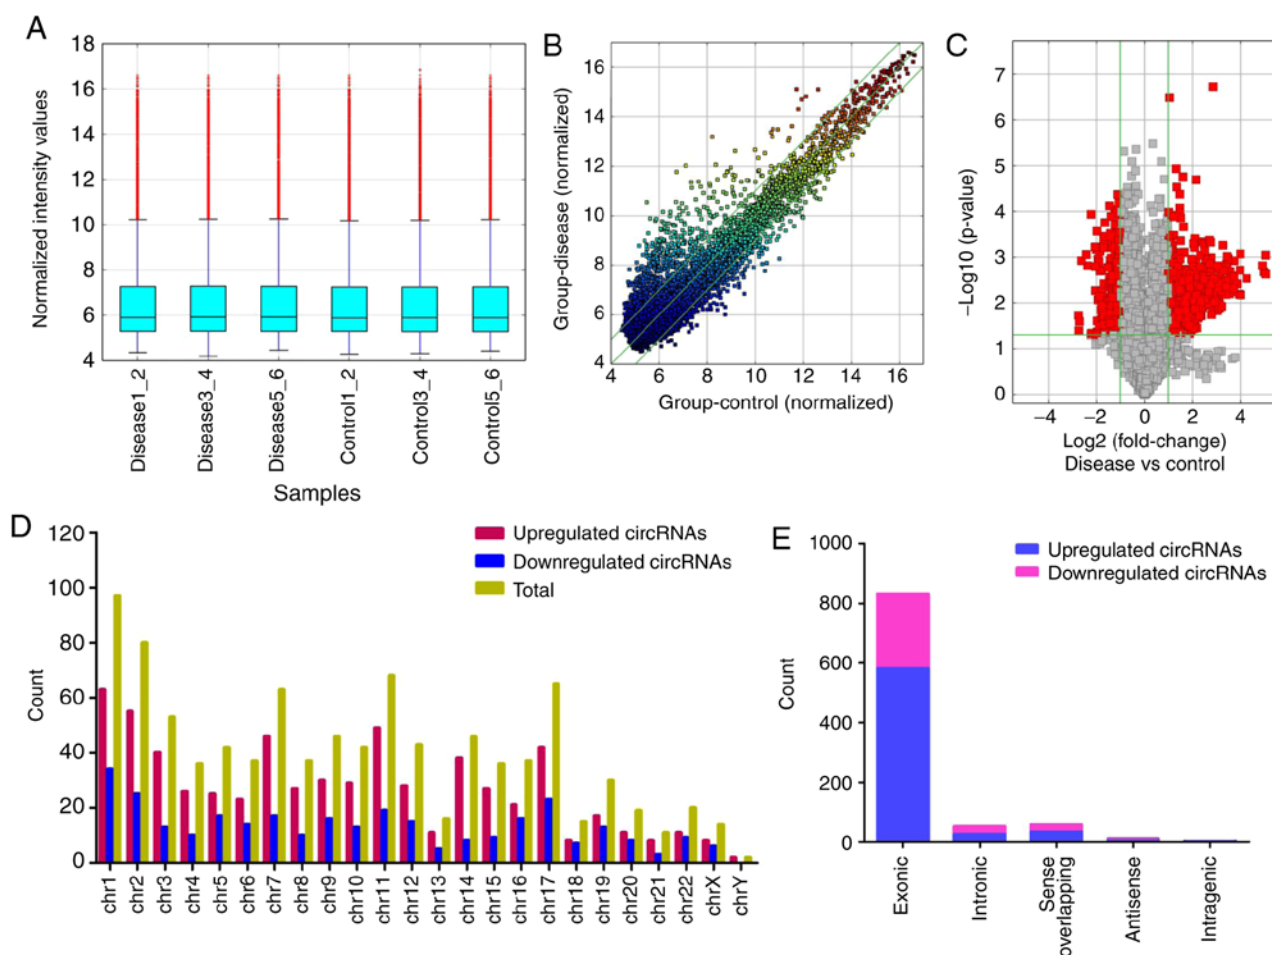 A
Normalized intensity values
18
16
14
12
10
8
6
4
Disease1_2
Disease3_4
Disease5_6
Control1_2
Control3_4
Control5_6
Samples
B
Group-disease (normalized)
16
14
12
10
8
6
4
4
6
8
10
12
14
16
Group-control (normalized)
C
−Log10 (p-value)
7
6
5
4
3
2
1
0
−4
−2
0
2
4
Log2 (fold-change)
Disease vs control
D
Count
120
100
80
60
40
20
0
Upregulated circRNAs
Downregulated circRNAs
Total
chr1
chr2
chr3
chr4
chr5
chr6
chr7
chr8
chr9
chr10
chr11
chr12
chr13
chr14
chr15
chr16
chr17
chr18
chr19
chr20
chr21
chr22
chrX
chrY
E
Count
1000
800
600
400
200
0
Upregulated circRNAs
Downregulated circRNAs
Exonic
Intronic
Sense
overlapping
Antisense
Intragenic